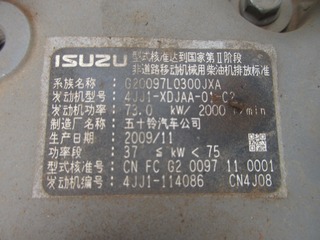 ISUZU 型式核准达到国家第Ⅱ阶段
非道路移动机械用柴油机排放标准
系族名称: G20097L0300JXA
发动机型号: 4JJ1-XDJAA-01-C2
发动机功率: 73.0 kW/ 2000 r/min
制造厂名称: 五十铃汽车公司
生产日期: 2009/11
功率段: 37 ≤ kW < 75
型式核准号: CN FC G2 0097 11 0001
发动机编号: 4JJ1-114086 CN4J08